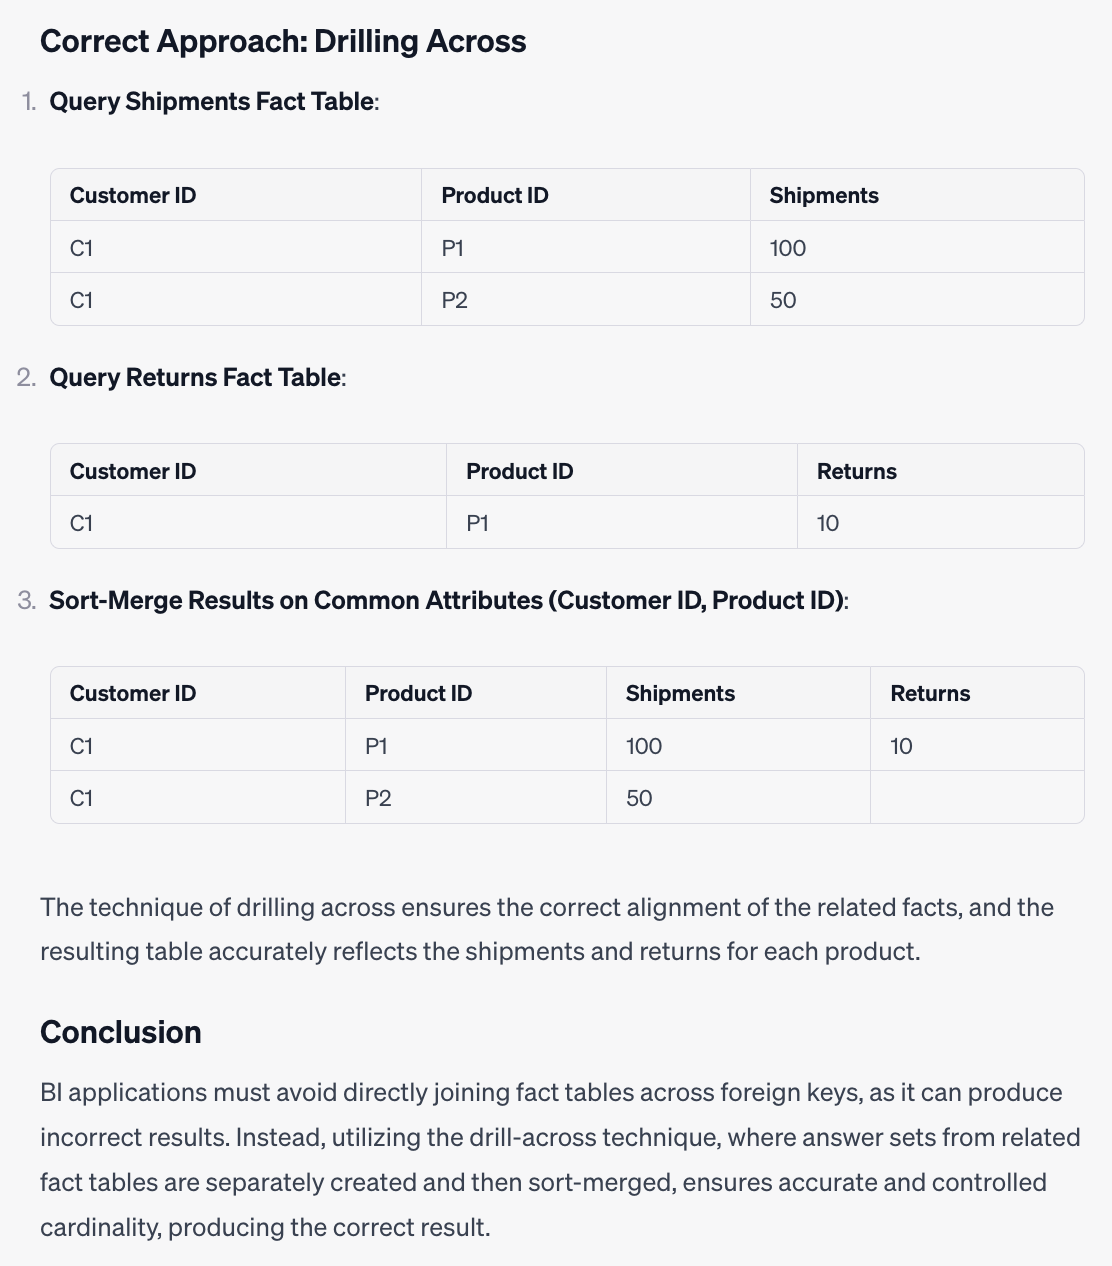 Correct Approach: Drilling Across
1. Query Shipments Fact Table:
Customer ID Product ID Shipments
C1 P1 100
C1 P2 50
2. Query Returns Fact Table:
Customer ID Product ID Returns
C1 P1 10
3. Sort-Merge Results on Common Attributes (Customer ID, Product ID):
Customer ID Product ID Shipments Returns
C1 P1 100 10
C1 P2 50
The technique of drilling across ensures the correct alignment of the related facts, and the
resulting table accurately reflects the shipments and returns for each product.
Conclusion
BI applications must avoid directly joining fact tables across foreign keys, as it can produce
incorrect results. Instead, utilizing the drill-across technique, where answer sets from related
fact tables are separately created and then sort-merged, ensures accurate and controlled
cardinality, producing the correct result.